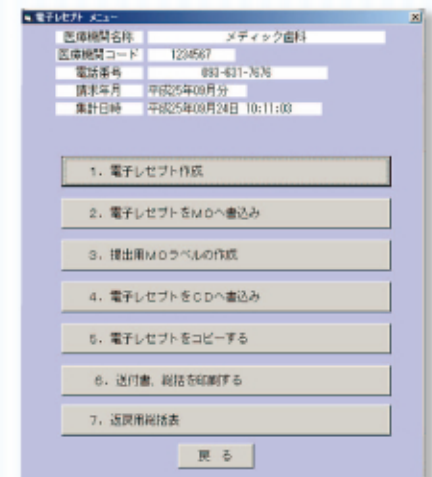 電子レセプト メニュー
医療機関名称 メディック歯科
医療機関コード 1234567
電話番号 093-631-7676
請求年月 平成25年09月分
集計日時 平成25年09月24日 10:11:03
1. 電子レセプト作成
2. 電子レセプトをMOへ書込み
3. 提出用MOラベルの作成
4. 電子レセプトをCDへ書込み
5. 電子レセプトをコピーする
6. 送付書、総括を印刷する
7. 返戻用総括表
戻 る